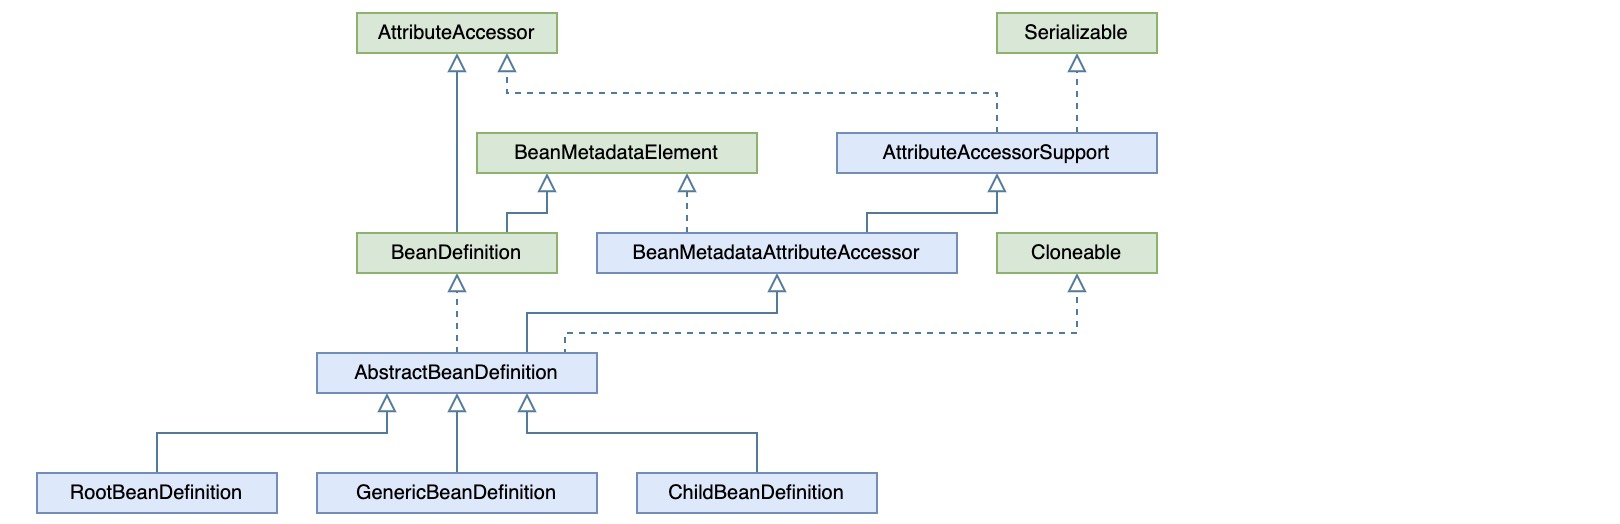 AttributeAccessor
Serializable
BeanMetadataElement
AttributeAccessorSupport
BeanDefinition
BeanMetadataAttributeAccessor
Cloneable
AbstractBeanDefinition
RootBeanDefinition
GenericBeanDefinition
ChildBeanDefinition